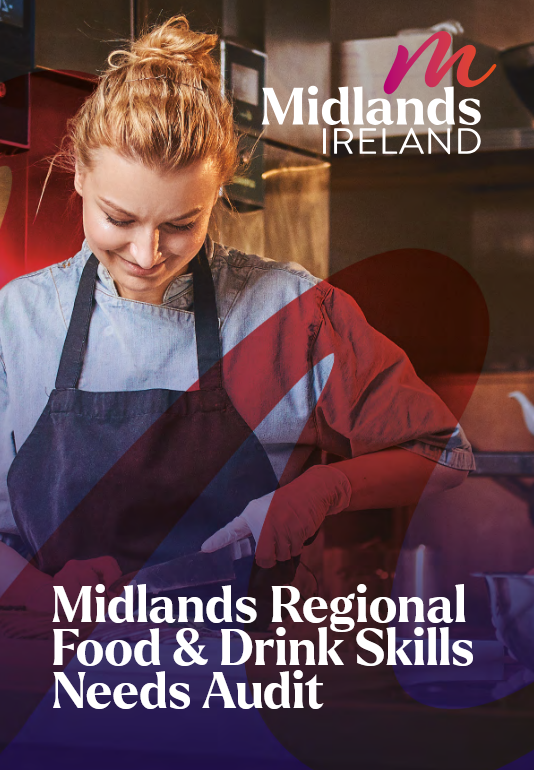 Midlands
IRELAND
Midlands Regional
Food & Drink Skills
Needs Audit